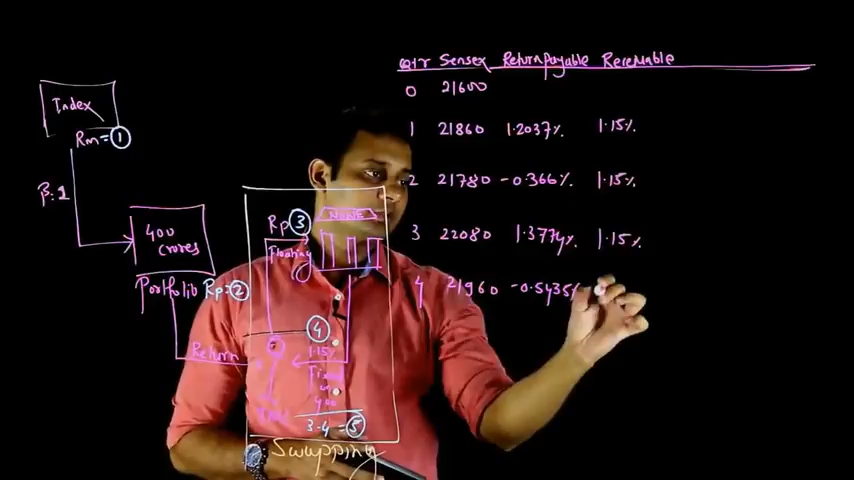 Qtr Sensex Return Payable Receivable
0 21600
1 21860 1.2037% 1.15%
2 21780 -0.366% 1.15%
3 22080 1.3774% 1.15%
4 21960 -0.5435%
Index
Rm=1
β:1
400
crores
Portfolio Rp=2
Return
Rp 3
Floating
4
1.15%
Fixed
on
400
3-4=5
Swapping